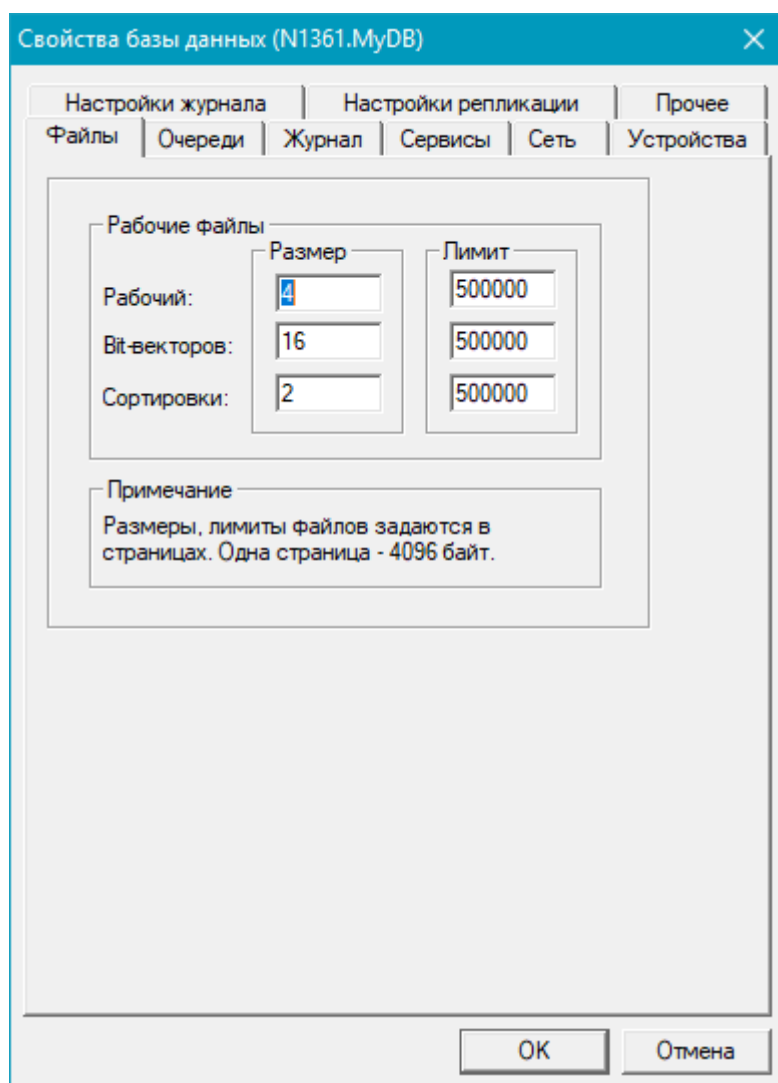 Свойства базы данных (N1361.MyDB)
Настройки журнала Настройки репликации Прочее
Файлы Очереди Журнал Сервисы Сеть Устройства
Рабочие файлы
Размер Лимит
Рабочий: 4 500000
Bit-векторов: 16 500000
Сортировки: 2 500000
Примечание
Размеры, лимиты файлов задаются в
страницах. Одна страница - 4096 байт.
OK Отмена